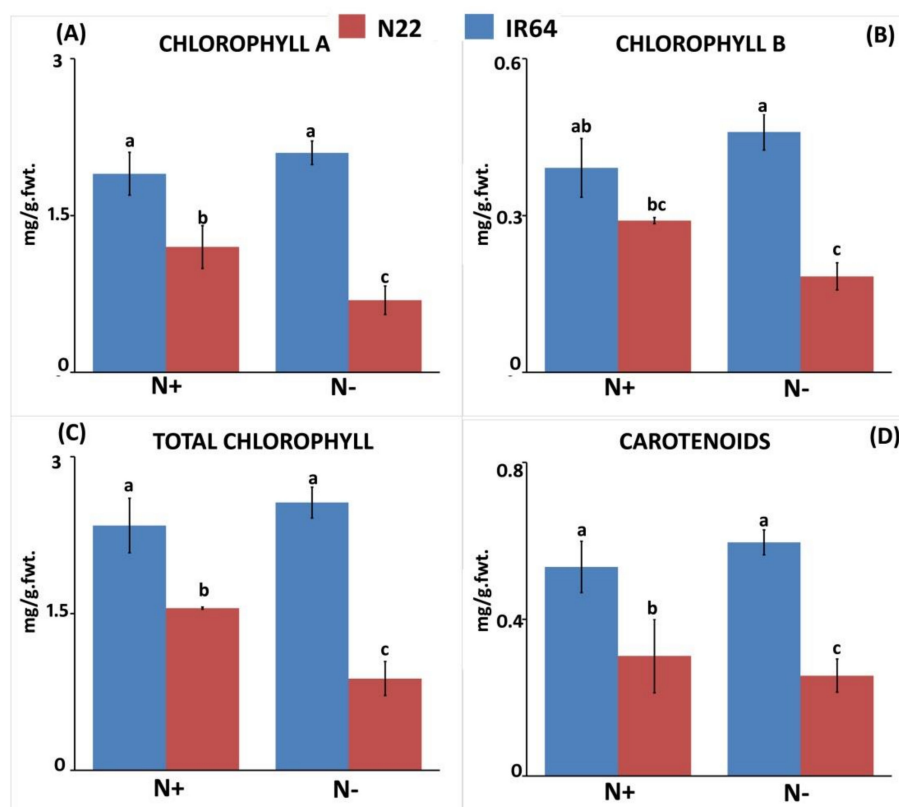 N22 IR64
(A) CHLOROPHYLL A
3
1.5
0
mg/g.fwt.
a
b
a
c
N+ N-
CHLOROPHYLL B (B)
0.6
0.3
0
mg/g.fwt.
ab
bc
a
c
N+ N-
(C) TOTAL CHLOROPHYLL
3
1.5
0
mg/g.fwt.
a
b
a
c
N+ N-
CAROTENOIDS (D)
0.8
0.4
0
mg/g.fwt.
a
b
a
c
N+ N-